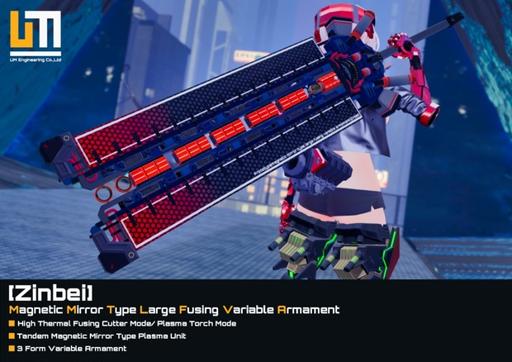 UM
UM Engineering Co.,Ltd
[Zinbei]
Magnetic Mirror Type Large Fusing Variable Armament
High Thermal Fusing Cutter Mode/ Plasma Torch Mode
Tandem Magnetic Mirror Type Plasma Unit
3 Form Variable Armament